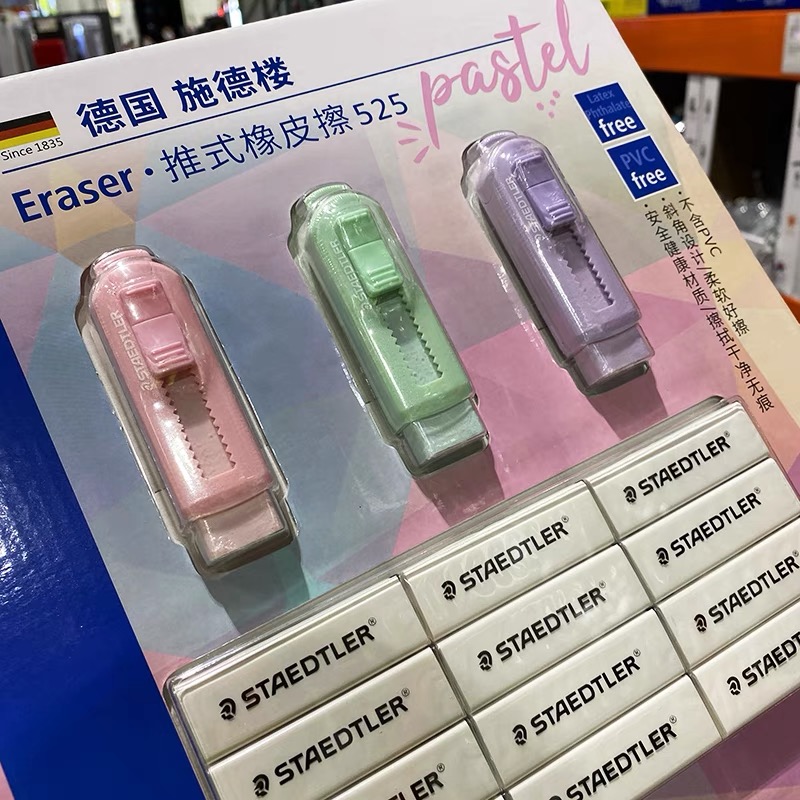 德国 施德楼
pastel
Since 1835
Eraser · 推式橡皮擦 525
Latex
Phthalate
free
PVC
free
· 不含PVC
· 斜角设计/柔软好擦
· 安全健康材质/擦拭干净无痕
STAEDTLER
STAEDTLER
STAEDTLER
STAEDTLER®
STAEDTLER®
STAEDTLER®
STAEDTLER
STAEDTLER®
STAEDTLER®
STAEDTLER
STAEDTLER®
STAEDTLER®
STAEDT